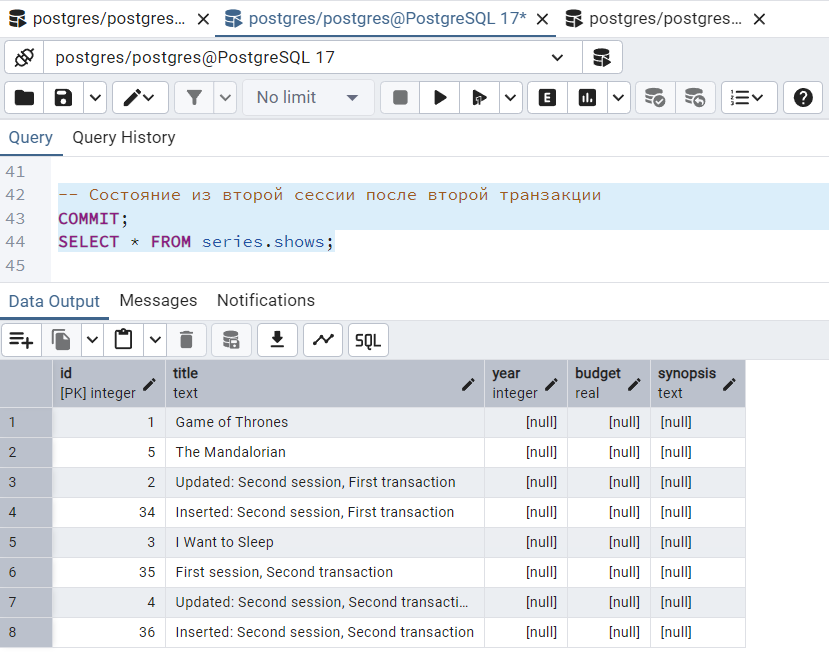 postgres/postgres... postgres/postgres@PostgreSQL 17* postgres/postgres...
postgres/postgres@PostgreSQL 17
No limit E
Query Query History
41
42 -- Состояние из второй сессии после второй транзакции
43 COMMIT;
44 SELECT * FROM series.shows;
45
Data Output Messages Notifications
SQL
id title year budget synopsis
[PK] integer text integer real text
1 1 Game of Thrones [null] [null] [null]
2 5 The Mandalorian [null] [null] [null]
3 2 Updated: Second session, First transaction [null] [null] [null]
4 34 Inserted: Second session, First transaction [null] [null] [null]
5 3 I Want to Sleep [null] [null] [null]
6 35 First session, Second transaction [null] [null] [null]
7 4 Updated: Second session, Second transacti... [null] [null] [null]
8 36 Inserted: Second session, Second transaction [null] [null] [null]